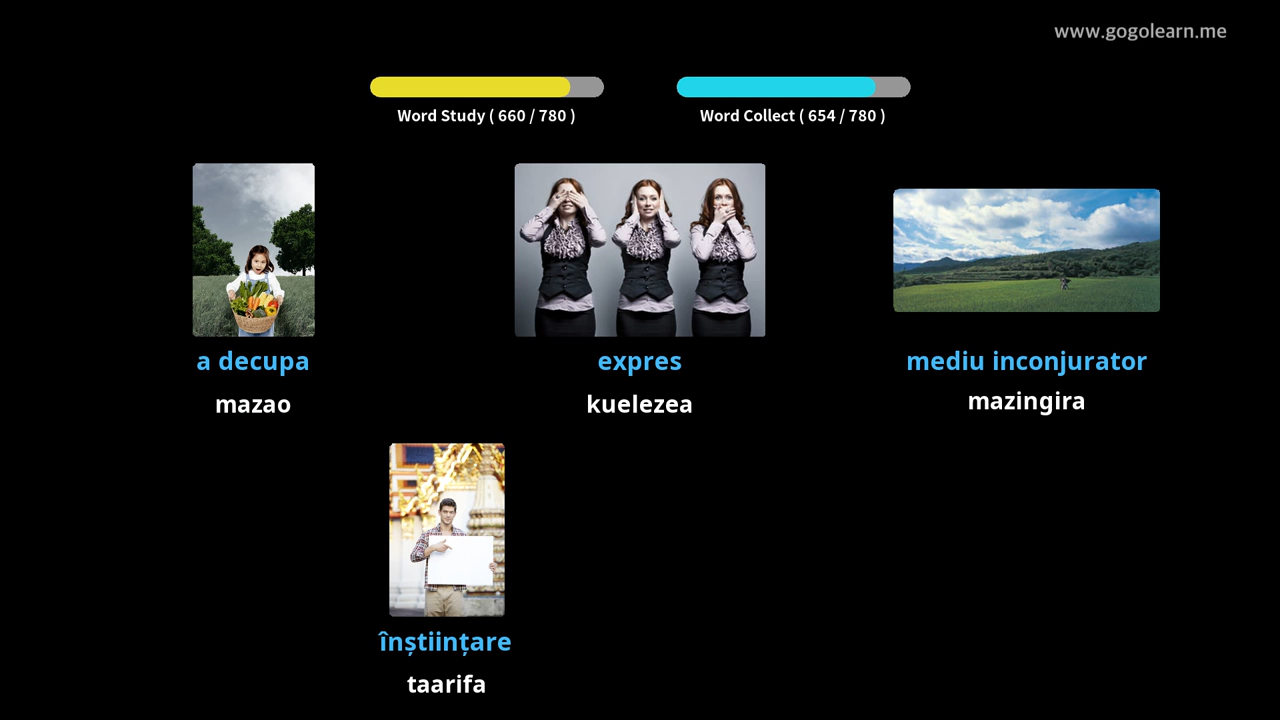 www.gogolearn.me
Word Study ( 660 / 780 )
Word Collect ( 654 / 780 )
a decupa
mazao
expres
kuelezea
mediu inconjurator
mazingira
înștiințare
taarifa